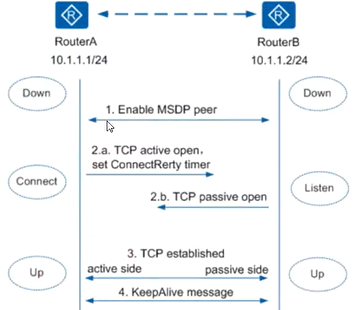 R R
RouterA RouterB
10.1.1.1/24 10.1.1.2/24
Down Down
1. Enable MSDP peer
2.a. TCP active open,
set ConnectRerty timer
Connect Listen
2.b. TCP passive open
3. TCP established
Up active side passive side Up
4. KeepAlive message